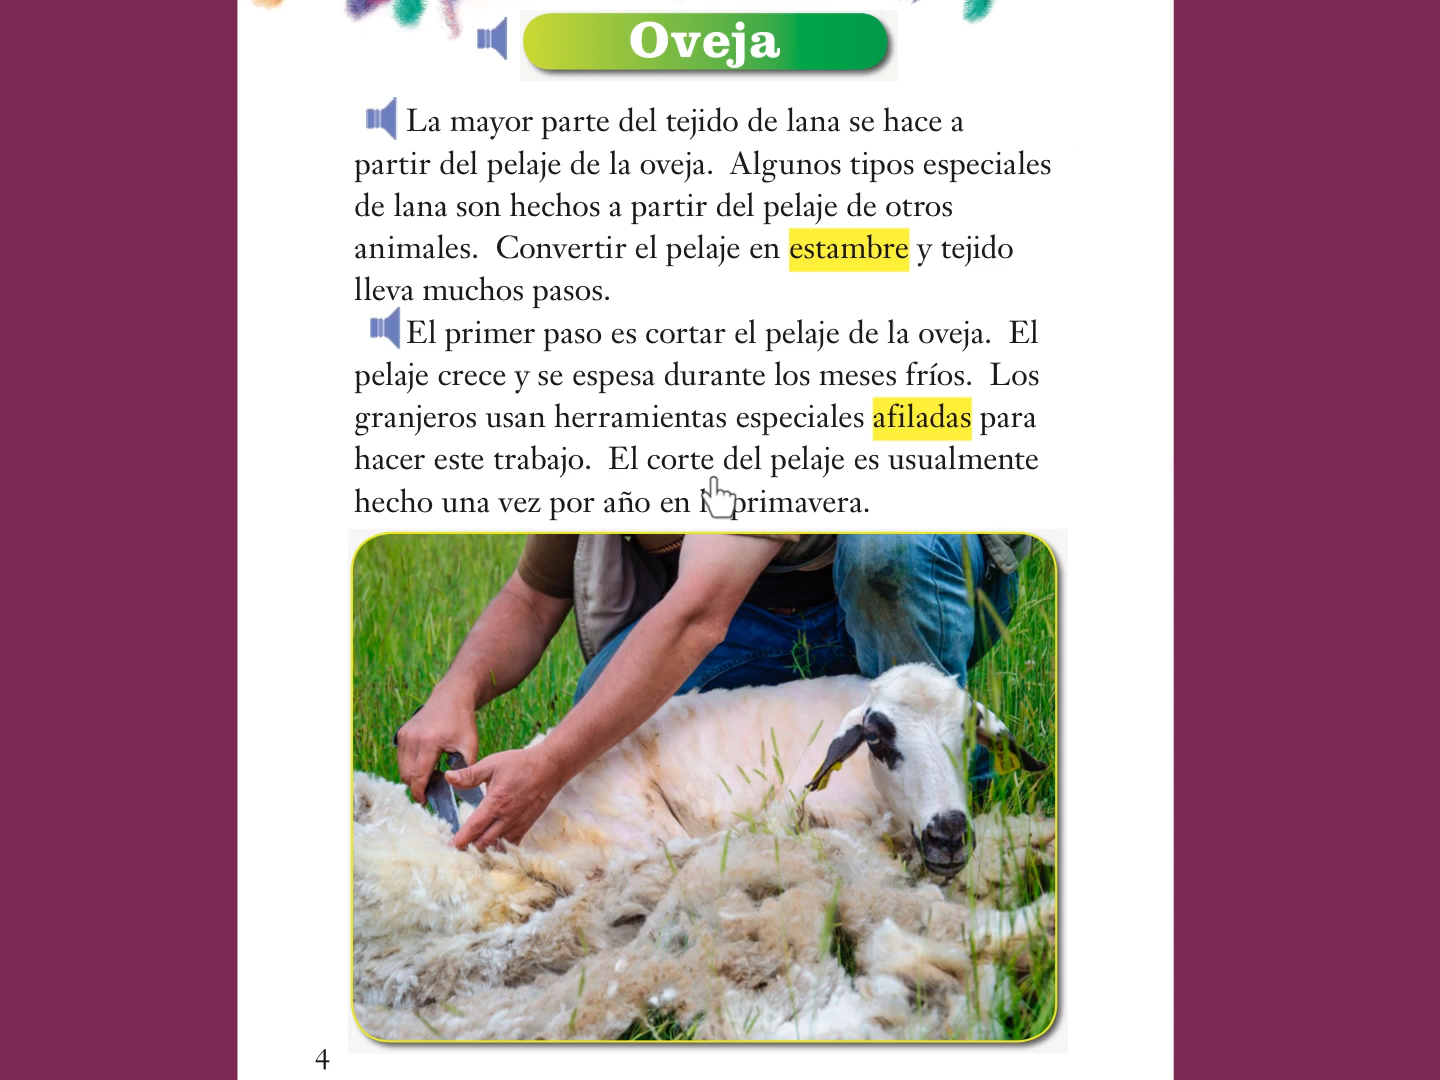 Oveja
La mayor parte del tejido de lana se hace a
partir del pelaje de la oveja. Algunos tipos especiales
de lana son hechos a partir del pelaje de otros
animales. Convertir el pelaje en estambre y tejido
lleva muchos pasos.
El primer paso es cortar el pelaje de la oveja. El
pelaje crece y se espesa durante los meses fríos. Los
granjeros usan herramientas especiales afiladas para
hacer este trabajo. El corte del pelaje es usualmente
hecho una vez por año en primavera.
4